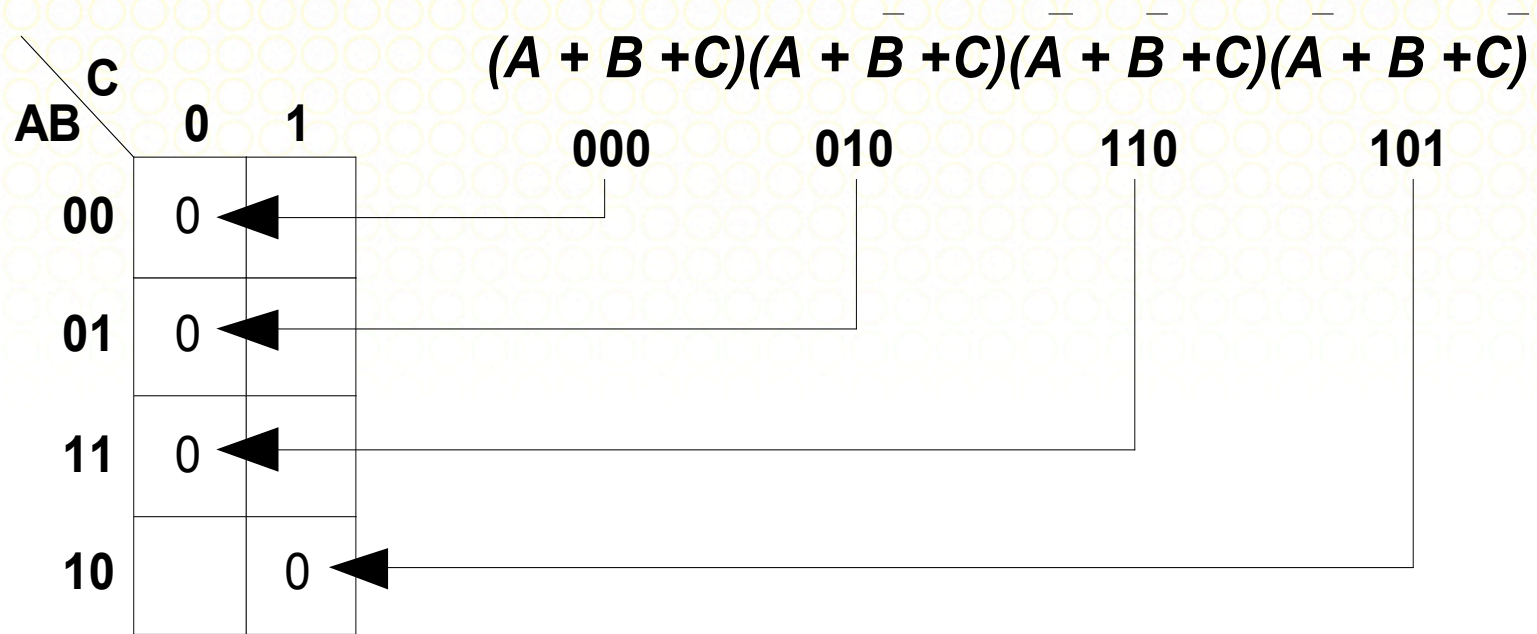 (A + B +C)(A + B̅ +C)(A̅ + B̅ +C)(A̅ + B +C̅)
C
AB 0 1
000 010 110 101
00 0
01 0
11 0
10 0